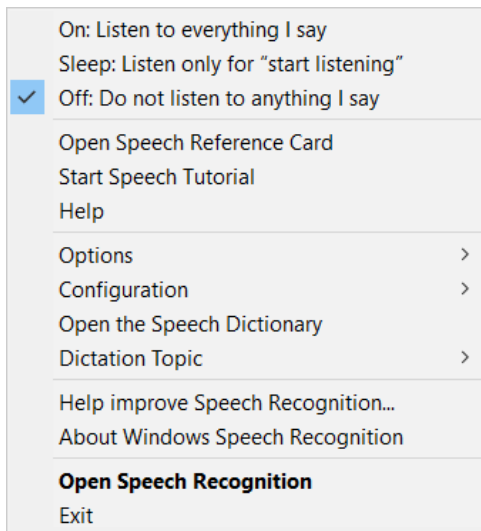 On: Listen to everything I say
Sleep: Listen only for “start listening”
Off: Do not listen to anything I say
Open Speech Reference Card
Start Speech Tutorial
Help
Options
Configuration
Open the Speech Dictionary
Dictation Topic
Help improve Speech Recognition...
About Windows Speech Recognition
Open Speech Recognition
Exit